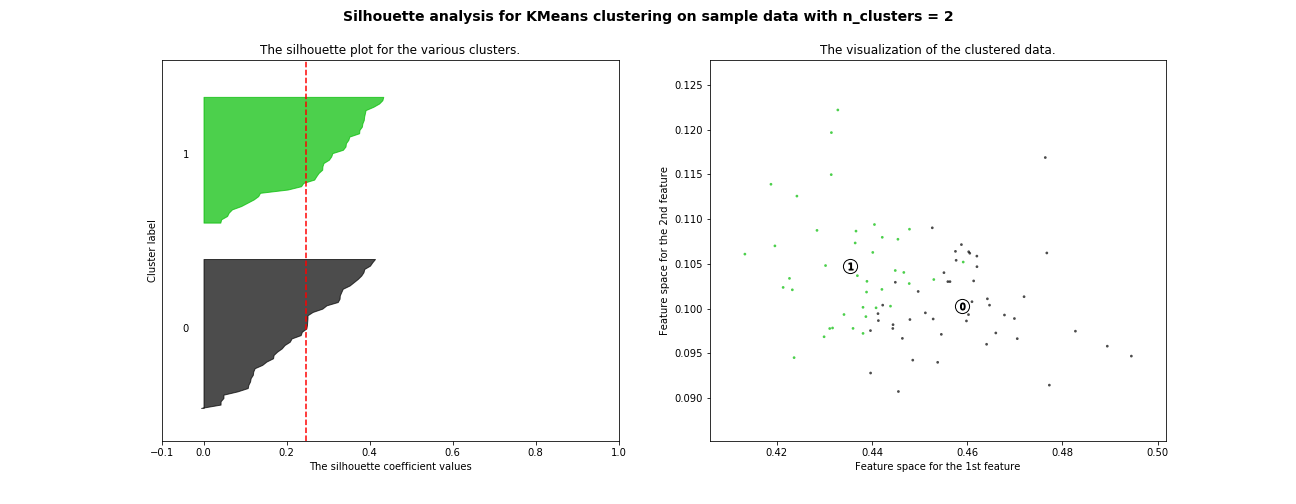 Silhouette analysis for KMeans clustering on sample data with n_clusters = 2
The silhouette plot for the various clusters.
Cluster label
1
0
−0.1 0.0 0.2 0.4 0.6 0.8 1.0
The silhouette coefficient values
The visualization of the clustered data.
Feature space for the 2nd feature
0.125
0.120
0.115
0.110
0.105
0.100
0.095
0.090
1
0
0.42 0.44 0.46 0.48 0.50
Feature space for the 1st feature